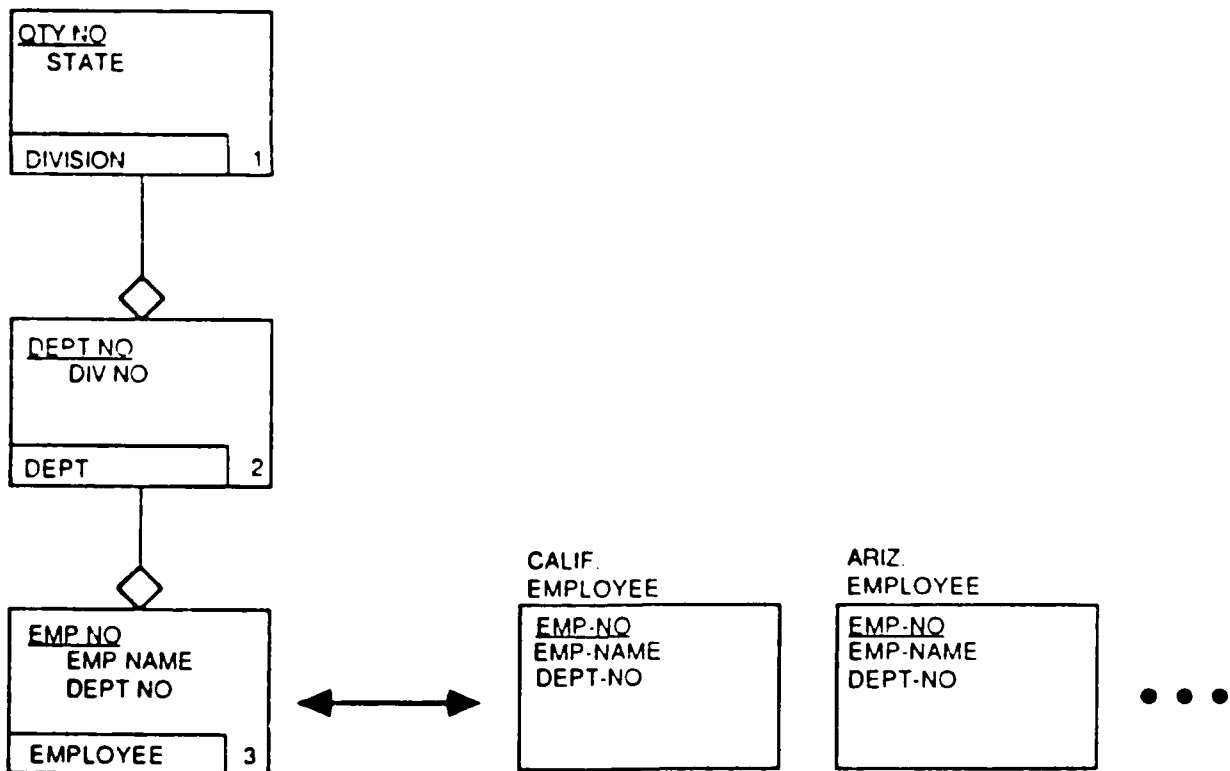 QTY NO
STATE
DIVISION 1
DEPT NO
DIV NO
DEPT 2
EMP NO
EMP NAME
DEPT NO
EMPLOYEE 3
CALIF.
EMPLOYEE
EMP-NO
EMP-NAME
DEPT-NO
ARIZ.
EMPLOYEE
EMP-NO
EMP-NAME
DEPT-NO